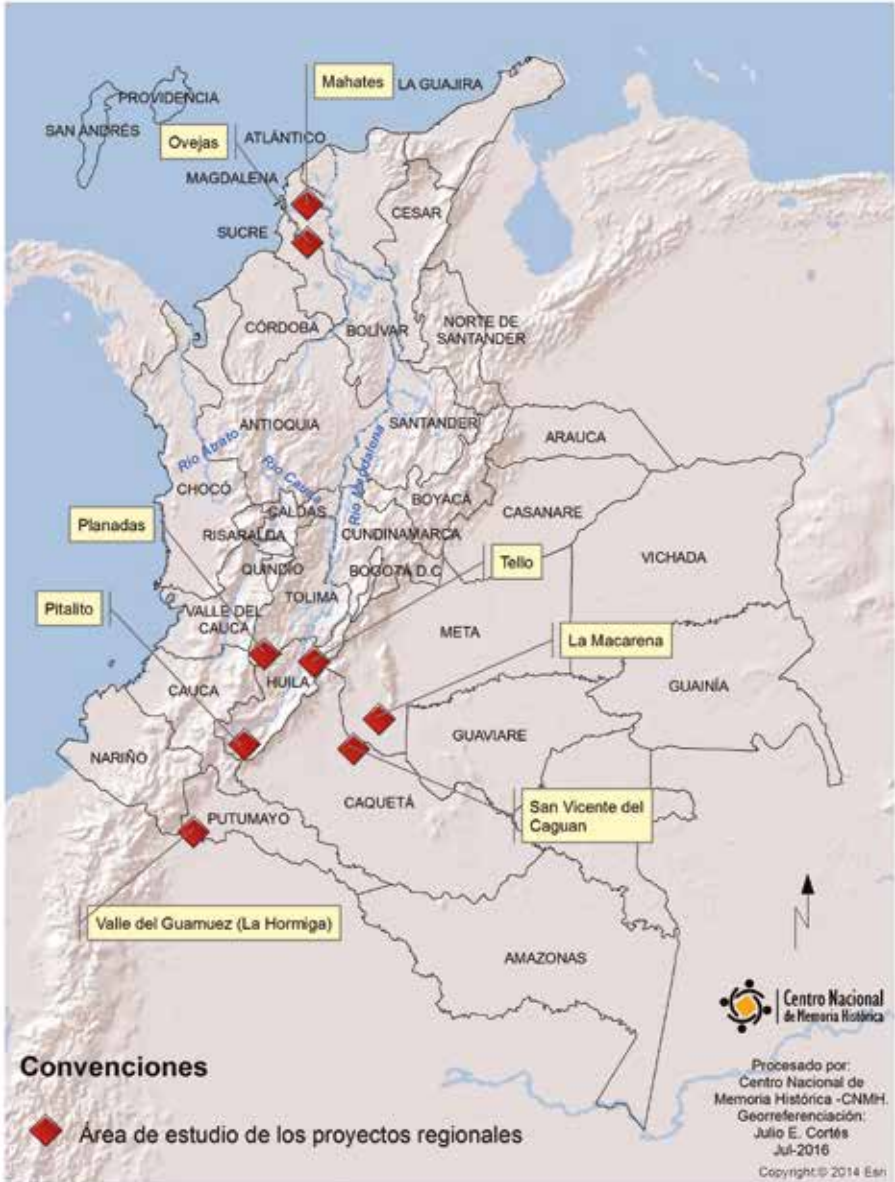 Mahates
LA GUAJIRA
PROVIDENCIA
SAN ANDRÉS
Ovejas
ATLÁNTICO
MAGDALENA
CESAR
SUCRE
CÓRDOBA
BOLÍVAR
NORTE DE
SANTANDER
ANTIOQUIA
SANTANDER
ARAUCA
Río Atrato
Río Cauca
Río Magdalena
CHOCÓ
BOYACÁ
CALDAS
CASANARE
Planadas
RISARALDA
CUNDINAMARCA
VICHADA
QUINDÍO
BOGOTÁ D.C
Tello
Pitalito
TOLIMA
VALLE DEL
CAUCA
META
La Macarena
CAUCA
HUILA
GUAINÍA
NARIÑO
GUAVIARE
CAQUETÁ
San Vicente del
Caguan
PUTUMAYO
Valle del Guamuez (La Hormiga)
AMAZONAS
N
Centro Nacional
de Memoria Histórica
Convenciones
Área de estudio de los proyectos regionales
Procesado por:
Centro Nacional de
Memoria Histórica -CNMH.
Georreferenciación:
Julio E. Cortés
Jul-2016
Copyright:© 2014 Esri